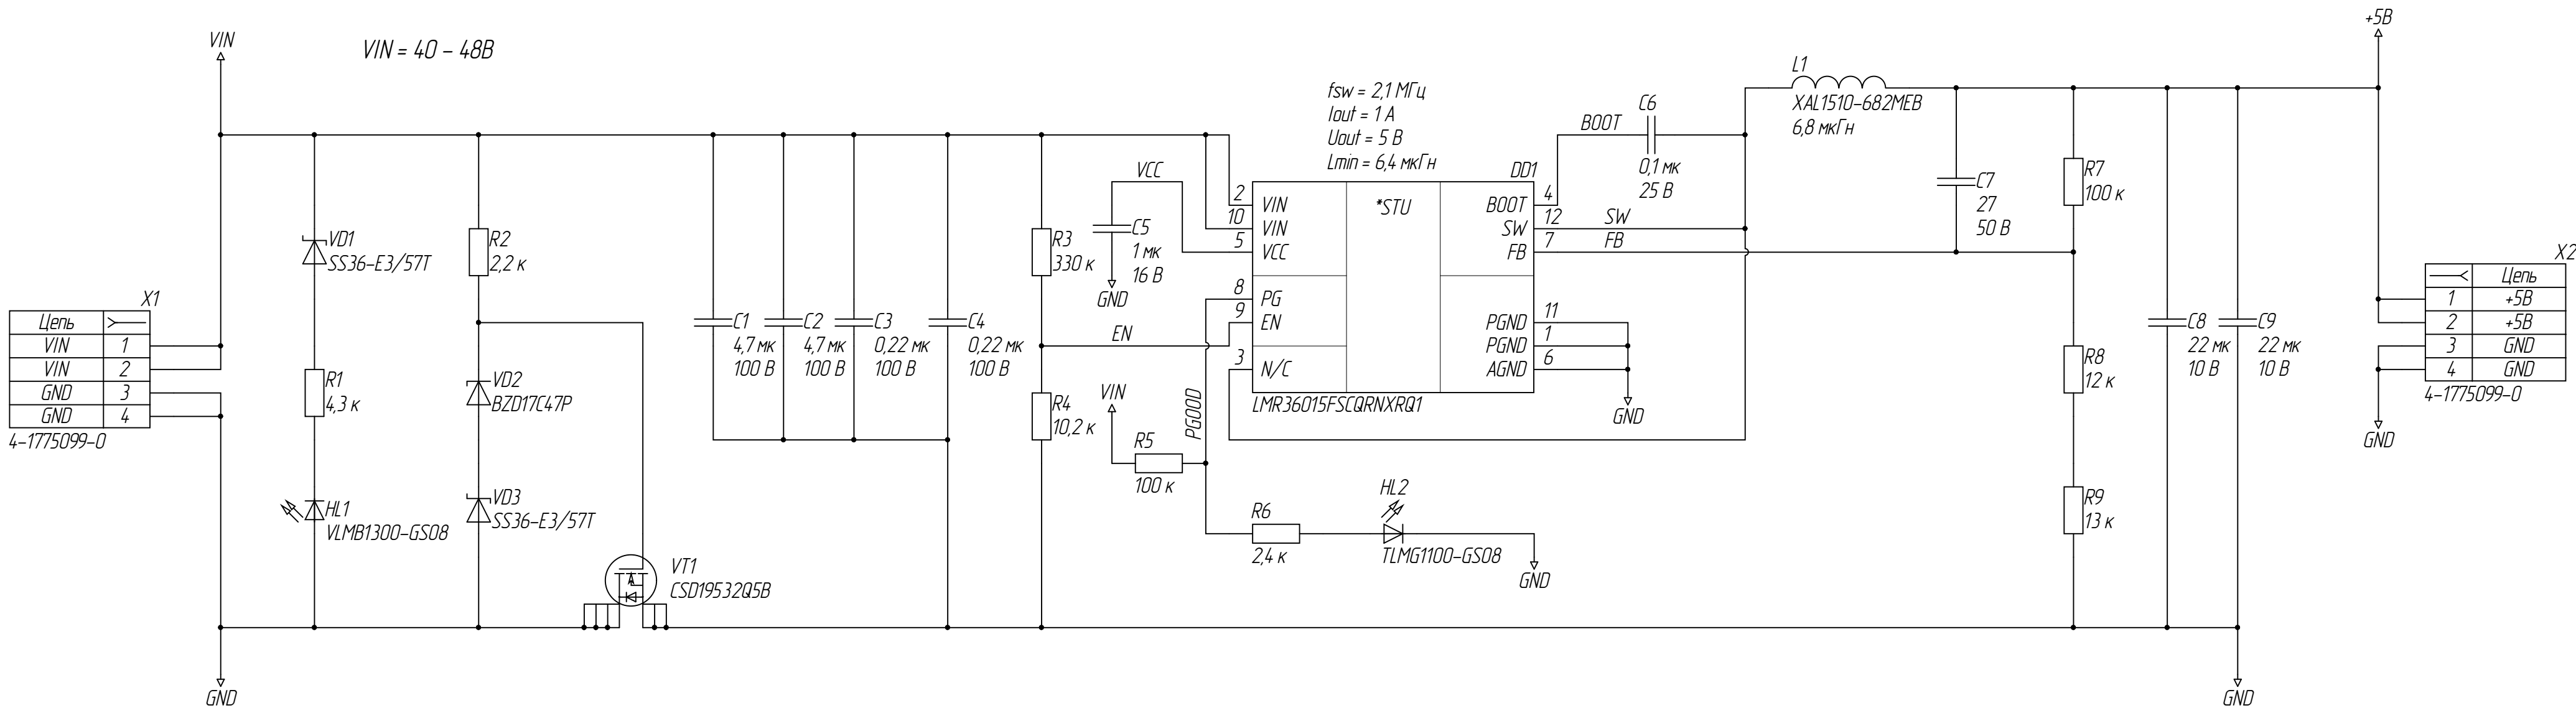 VIN
VIN = 40 – 48В
+5В
X1
Цепь
VIN 1
VIN 2
GND 3
GND 4
4-1775099-0
GND
VD1
SS36-E3/57T
R1
4,3 к
HL1
VLMB1300-GS08
R2
2,2 к
VD2
BZD17C47P
VD3
SS36-E3/57T
VT1
CSD19532Q5B
C1
4,7 мк
100 В
C2
4,7 мк
100 В
C3
0,22 мк
100 В
C4
0,22 мк
100 В
R3
330 к
R4
10,2 к
EN
VCC
C5
1 мк
16 В
GND
VIN
R5
100 к
PGOOD
R6
2,4 к
HL2
TLMG1100-GS08
GND
fsw = 2,1 МГц
Iout = 1 А
Uout = 5 В
Lmin = 6,4 мкГн
DD1
*STU
2 VIN
10 VIN
5 VCC
8 PG
9 EN
3 N/C
BOOT 4
SW 12
FB 7
PGND 11
PGND 1
AGND 6
LMR36015FSCQRNXRQ1
BOOT
SW
FB
GND
C6
0,1 мк
25 В
L1
XAL1510-682MEB
6,8 мкГн
C7
27
50 В
R7
100 к
R8
12 к
R9
13 к
C8
22 мк
10 В
C9
22 мк
10 В
GND
X2
Цепь
1 +5В
2 +5В
3 GND
4 GND
4-1775099-0
GND